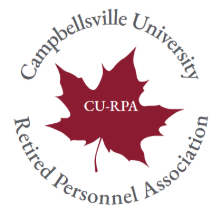 Campbellsville University
CU-RPA
Retired Personnel Association